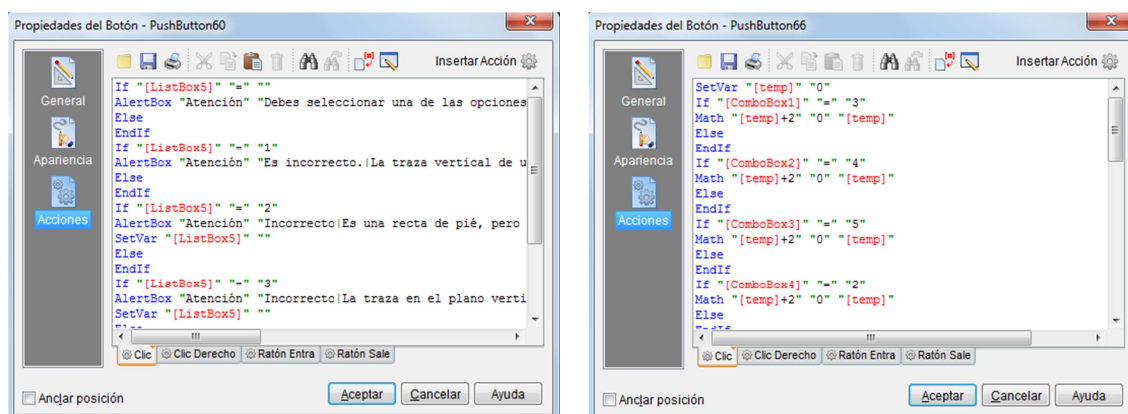 Propiedades del Botón - PushButton60
Insertar Acción
General
Apariencia
Acciones
If "[ListBox5]" "=" ""
AlertBox "Atención" "Debes seleccionar una de las opciones
Else
EndIf
If "[ListBox5]" "=" "1"
AlertBox "Atención" "Es incorrecto.|La traza vertical de u
Else
EndIf
If "[ListBox5]" "=" "2"
AlertBox "Atención" "Incorrecto|Es una recta de pié, pero
SetVar "[ListBox5]" ""
Else
EndIf
If "[ListBox5]" "=" "3"
AlertBox "Atención" "Incorrecto|La traza en el plano verti
SetVar "[ListBox5]" ""
Else
Clic Clic Derecho Ratón Entra Ratón Sale
Anclar posición
Aceptar Cancelar Ayuda
Propiedades del Botón - PushButton66
Insertar Acción
General
Apariencia
Acciones
SetVar "[temp]" "0"
If "[ComboBox1]" "=" "3"
Math "[temp]+2" "0" "[temp]"
Else
EndIf
If "[ComboBox2]" "=" "4"
Math "[temp]+2" "0" "[temp]"
Else
EndIf
If "[ComboBox3]" "=" "5"
Math "[temp]+2" "0" "[temp]"
Else
EndIf
If "[ComboBox4]" "=" "2"
Math "[temp]+2" "0" "[temp]"
Else
EndIf
Clic Clic Derecho Ratón Entra Ratón Sale
Anclar posición
Aceptar Cancelar Ayuda